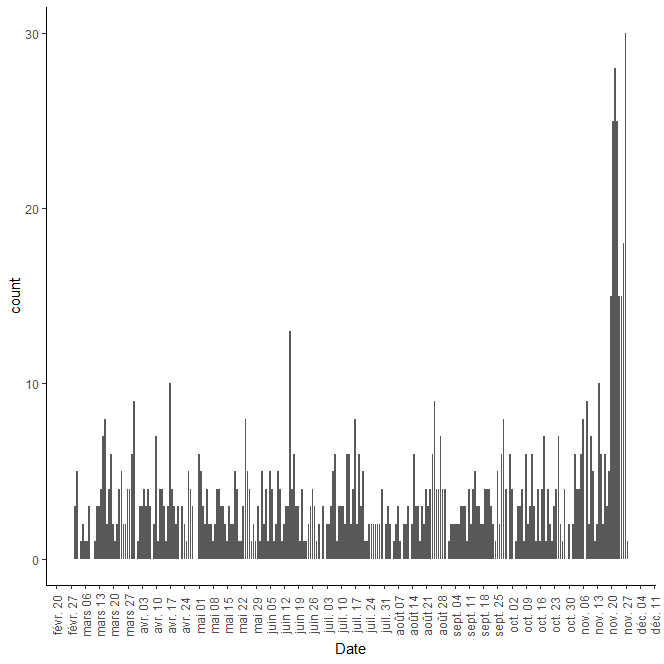 30
20
10
0
count
févr. 20
févr. 27
mars 06
mars 13
mars 20
mars 27
avr. 03
avr. 10
avr. 17
avr. 24
mai 01
mai 08
mai 15
mai 22
mai 29
juin 05
juin 12
juin 19
juin 26
juil. 03
juil. 10
juil. 17
juil. 24
juil. 31
août 07
août 14
août 21
août 28
sept. 04
sept. 11
sept. 18
sept. 25
oct. 02
oct. 09
oct. 16
oct. 23
oct. 30
nov. 06
nov. 13
nov. 20
nov. 27
déc. 04
déc. 11
Date